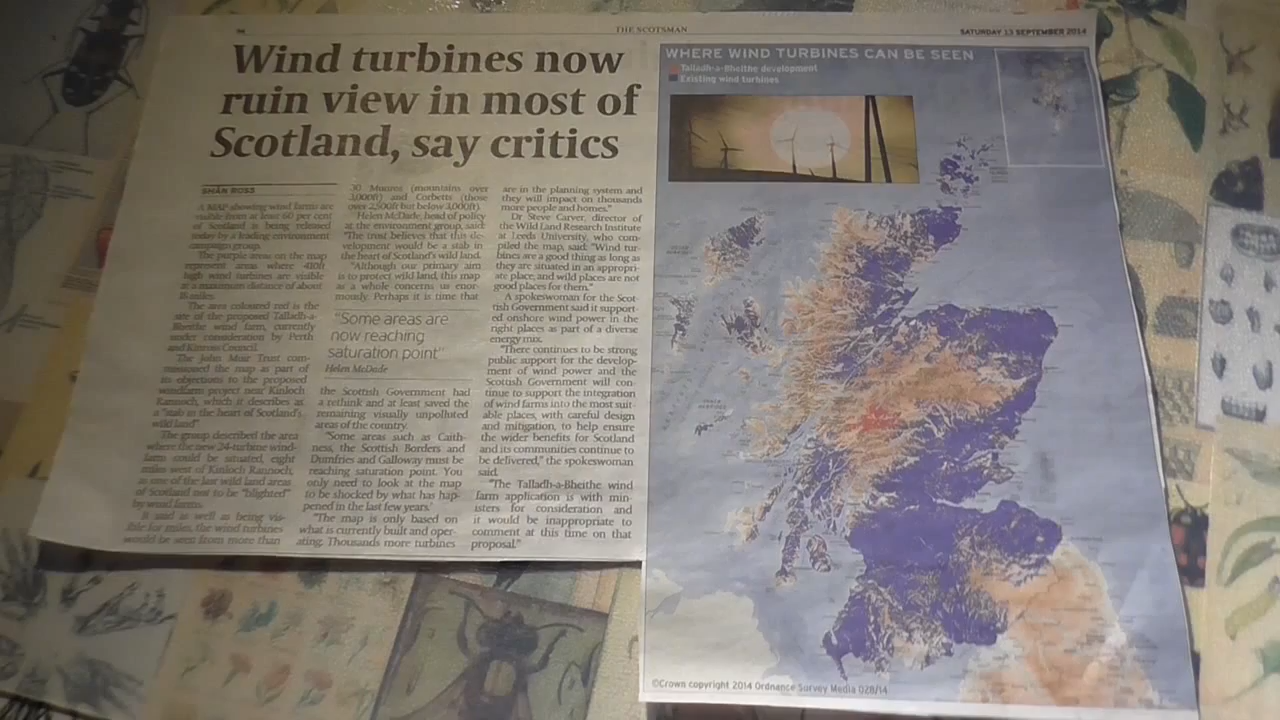 THE SCOTSMAN
SATURDAY 13 SEPTEMBER 2014
Wind turbines now
ruin view in most of
Scotland, say critics
SHÂN ROSS
A MAP showing wind farms are
visible from at least 60 per cent
of Scotland is being released
today by a leading environment
campaign group.
The purple areas on the map
represent areas where 410ft
high wind turbines are visible
at a maximum distance of about
18 miles.
The area coloured red is the
site of the proposed Talladh-a-
Bheithe wind farm, currently
under consideration by Perth
and Kinross Council.
The John Muir Trust com-
missioned the map as part of
its objections to the proposed
windfarm project near Kinloch
Rannoch, which it describes as
a "stab in the heart of Scotland's
wild land".
The group described the area
where the new 24-turbine wind-
farm could be situated, eight
miles west of Kinloch Rannoch,
as one of the last wild land areas
of Scotland not to be "blighted"
by wind farms.
It said as well as being vis-
ible for miles, the wind turbines
would be seen from more than
30 Munros (mountains over
3,000ft) and Corbetts (those
over 2,500ft but below 3,000ft).
Helen McDade, head of policy
at the environment group, said:
"The trust believes that this de-
velopment would be a stab in
the heart of Scotland's wild land.
"Although our primary aim
is to protect wild land, this map
as a whole concerns us enor-
mously. Perhaps it is time that
"Some areas are
now reaching
saturation point"
Helen McDade
the Scottish Government had
a rethink and at least saved the
remaining visually unpolluted
areas of the country.
"Some areas such as Caith-
ness, the Scottish Borders and
Dumfries and Galloway must be
reaching saturation point. You
only need to look at the map
to be shocked by what has hap-
pened in the last few years.
"The map is only based on
what is currently built and oper-
ating. Thousands more turbines
are in the planning system and
they will impact on thousands
more people and homes."
Dr Steve Carver, director of
the Wild Land Research Institute
at Leeds University, who com-
piled the map, said: "Wind tur-
bines are a good thing as long as
they are situated in an appropri-
ate place, and wild places are not
good places for them."
A spokeswoman for the Scot-
tish Government said it support-
ed onshore wind power in the
right places as part of a diverse
energy mix.
"There continues to be strong
public support for the develop-
ment of wind power and the
Scottish Government will con-
tinue to support the integration
of wind farms into the most suit-
able places, with careful design
and mitigation, to help ensure
the wider benefits for Scotland
and its communities continue to
be delivered," the spokeswoman
said.
"The Talladh-a-Bheithe wind
farm application is with min-
isters for consideration and
it would be inappropriate to
comment at this time on that
proposal."
WHERE WIND TURBINES CAN BE SEEN
Talladh-a-Bheithe development
Existing wind turbines
©Crown copyright 2014 Ordnance Survey Media 028/14